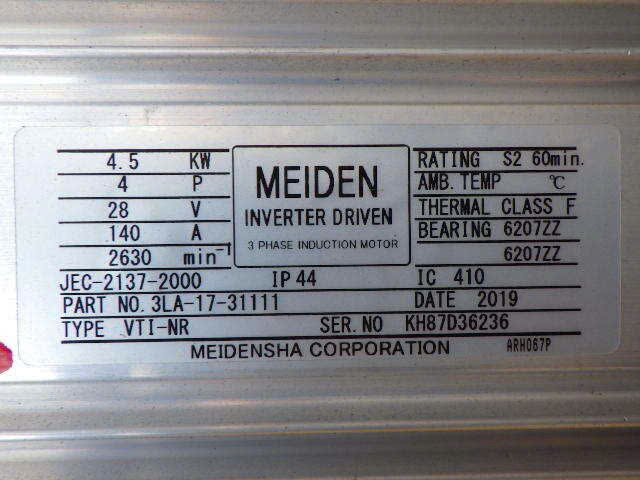 4.5 KW
4 P
28 V
140 A
2630 min⁻¹
MEIDEN
INVERTER DRIVEN
3 PHASE INDUCTION MOTOR
RATING S2 60min.
AMB. TEMP ℃
THERMAL CLASS F
BEARING 6207ZZ
6207ZZ
JEC-2137-2000 IP 44 IC 410
PART NO. 3LA-17-31111 DATE 2019
TYPE VTI-NR SER. NO KH87D36236
MEIDENSHA CORPORATION ARH067P